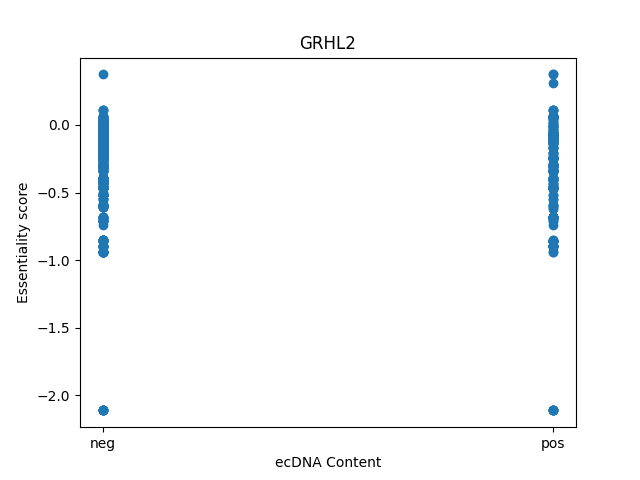 GRHL2
0.0
−0.5
−1.0
−1.5
−2.0
Essentiality score
neg
pos
ecDNA Content